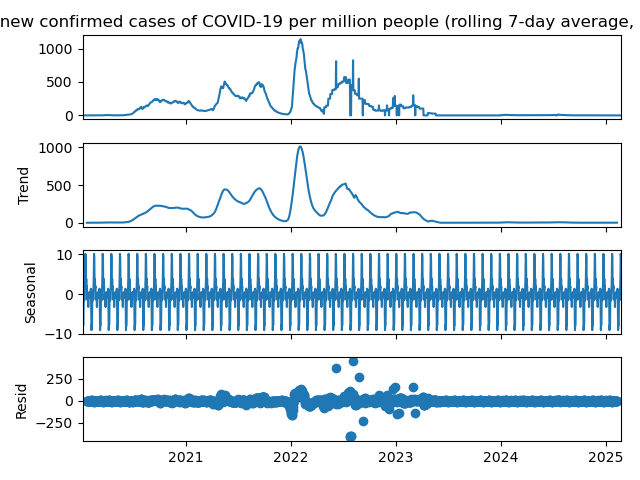 new confirmed cases of COVID-19 per million people (rolling 7-day average,
1000
500
0
1000
Trend
500
0
10
Seasonal
0
−10
250
Resid
0
−250
2021 2022 2023 2024 2025